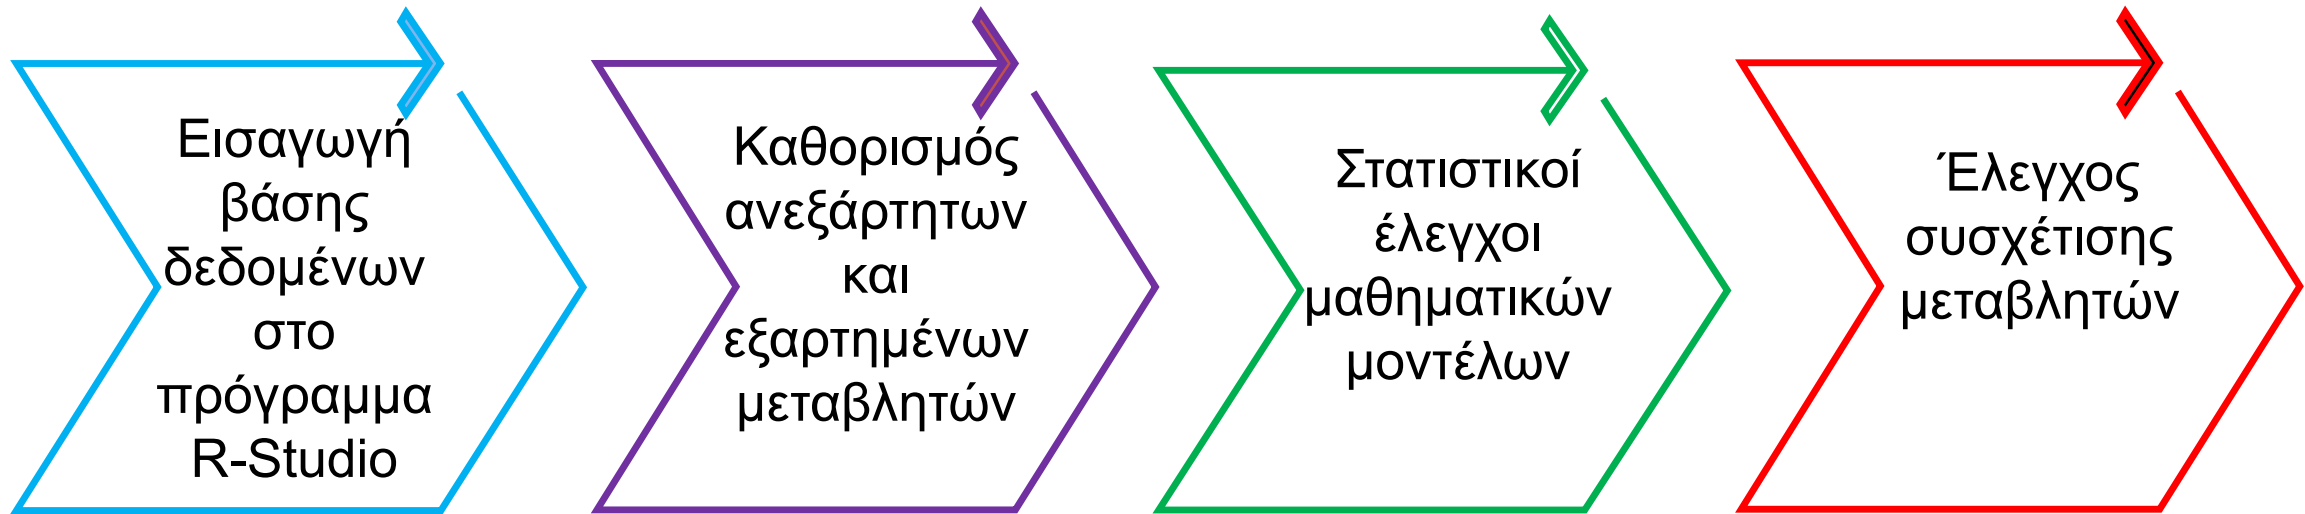 Εισαγωγή
βάσης
δεδομένων
στο
πρόγραμμα
R-Studio
Καθορισμός
ανεξάρτητων
και
εξαρτημένων
μεταβλητών
Στατιστικοί
έλεγχοι
μαθηματικών
μοντέλων
Έλεγχος
συσχέτισης
μεταβλητών